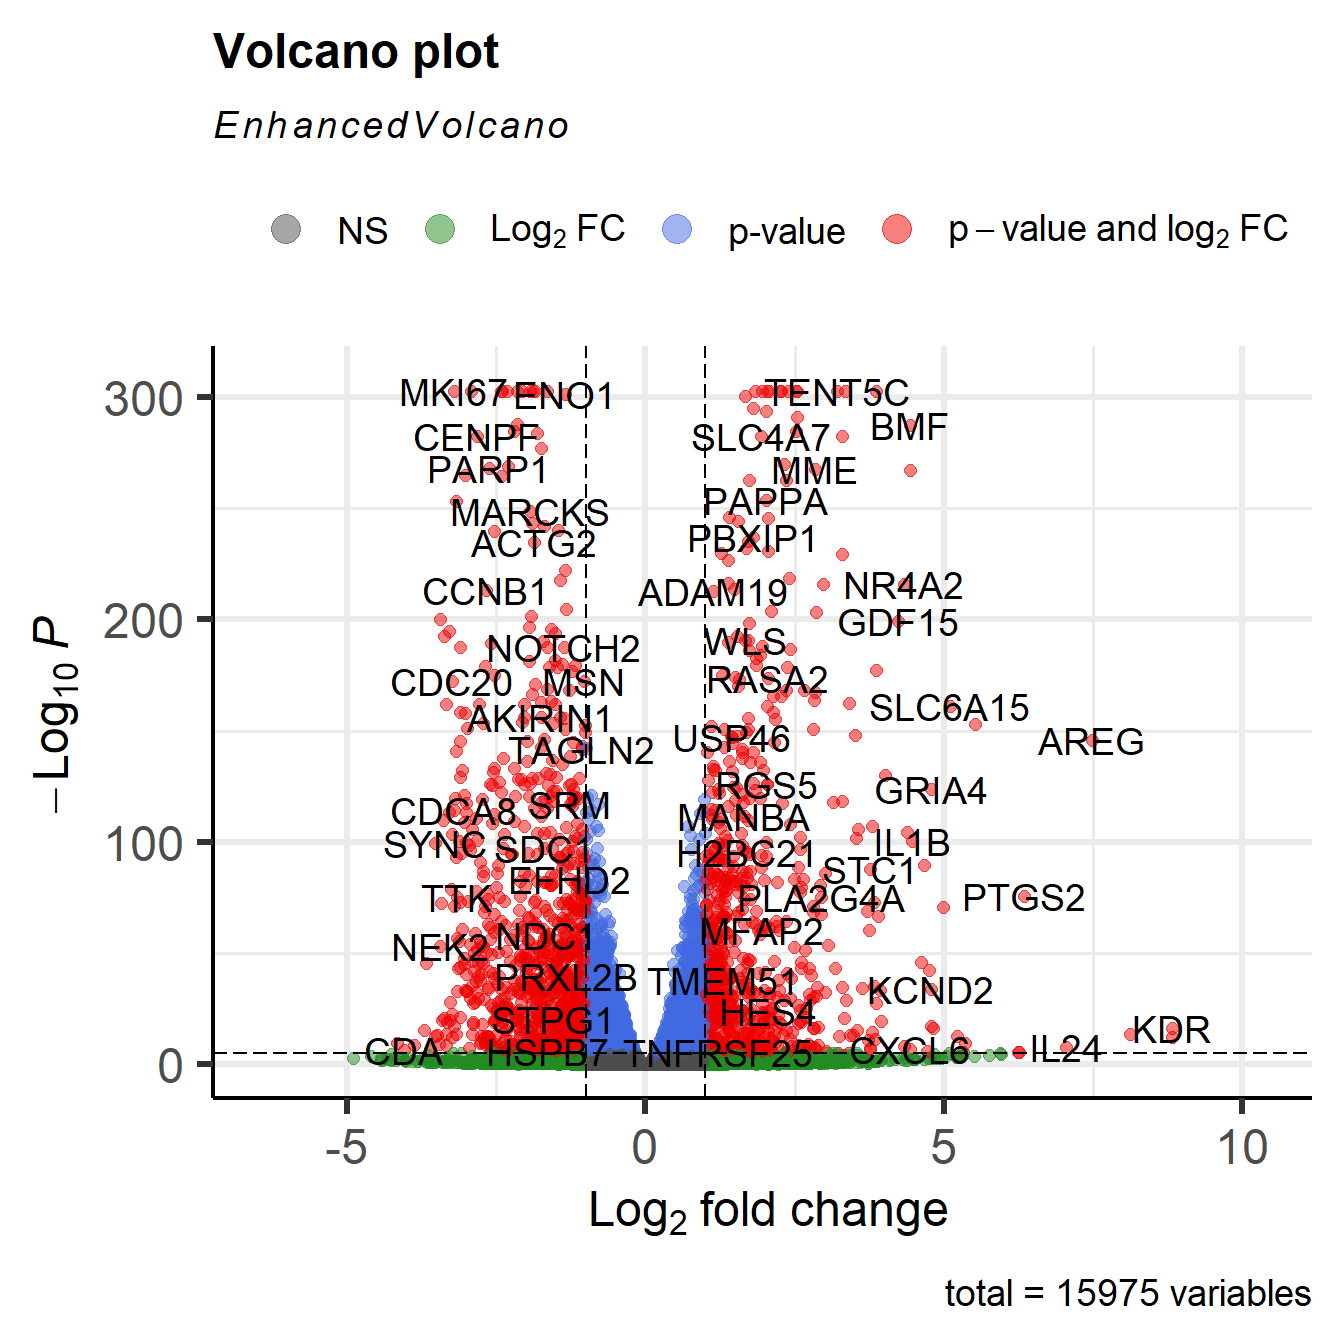 Volcano plot
EnhancedVolcano
NS Log2 FC p-value p − value and log2 FC
−Log10 P
300
200
100
0
MKI67 ENO1 TENT5C
BMF
CENPF SLC4A7
PARP1 MME
PAPPA
MARCKS
ACTG2 PBXIP1
CCNB1 ADAM19 NR4A2
GDF15
NOTCH2 WLS
CDC20 MSN RASA2
SLC6A15
AKIRIN1
USP46 AREG
TAGLN2
RGS5 GRIA4
CDCA8 SRM MANBA
SYNC SDC1 H2BC21 IL1B
STC1
EFHD2
TTK PLA2G4A PTGS2
NDC1 MFAP2
NEK2
PRXL2B TMEM51 KCND2
STPG1 HES4
KDR
CDA HSPB7 TNFRSF25 CXCL6 IL24
-5 0 5 10
Log2 fold change
total = 15975 variables